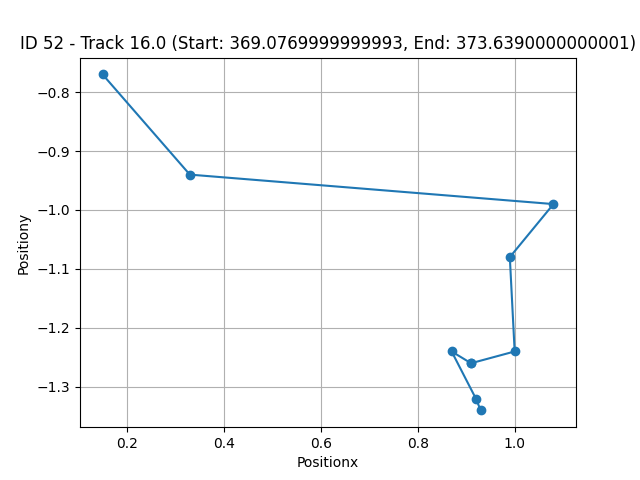 ID 52 - Track 16.0 (Start: 369.0769999999993, End: 373.6390000000001)
−0.8
−0.9
−1.0
−1.1
−1.2
−1.3
Positiony
0.2 0.4 0.6 0.8 1.0
Positionx